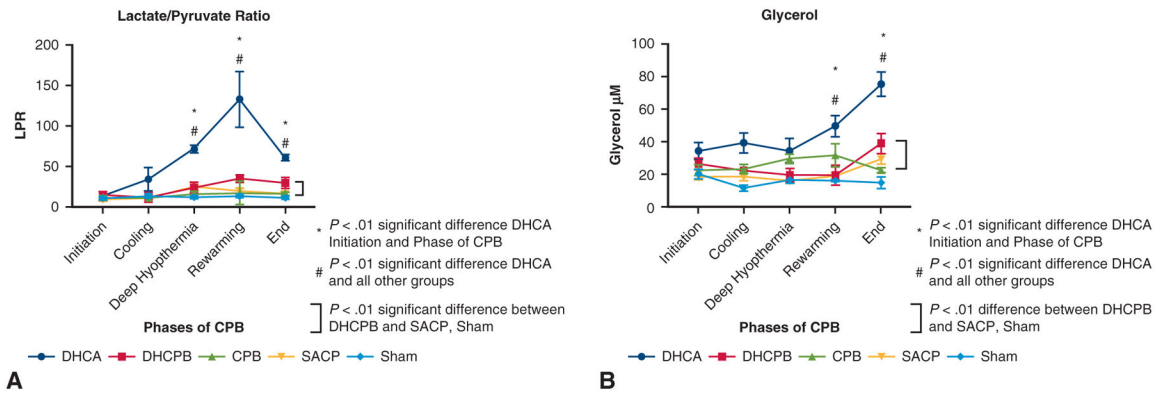 Lactate/Pyruvate Ratio
200
150
100
50
0
LPR
*
#
*
#
*
#
Initiation
Cooling
Deep Hyopthermia
Rewarming
End
Phases of CPB
* P < .01 significant difference DHCA
Initiation and Phase of CPB
# P < .01 significant difference DHCA
and all other groups
P < .01 significant difference between
DHCPB and SACP, Sham
DHCA DHCPB CPB SACP Sham
A
Glycerol
100
80
60
40
20
0
Glycerol μM
*
#
*
#
Initiation
Cooling
Deep Hyopthermia
Rewarming
End
Phases of CPB
* P < .01 significant difference DHCA
Initiation and Phase of CPB
# P < .01 significant difference DHCA
and all other groups
P < .01 difference between DHCPB
and SACP, Sham
DHCA DHCPB CPB SACP Sham
B